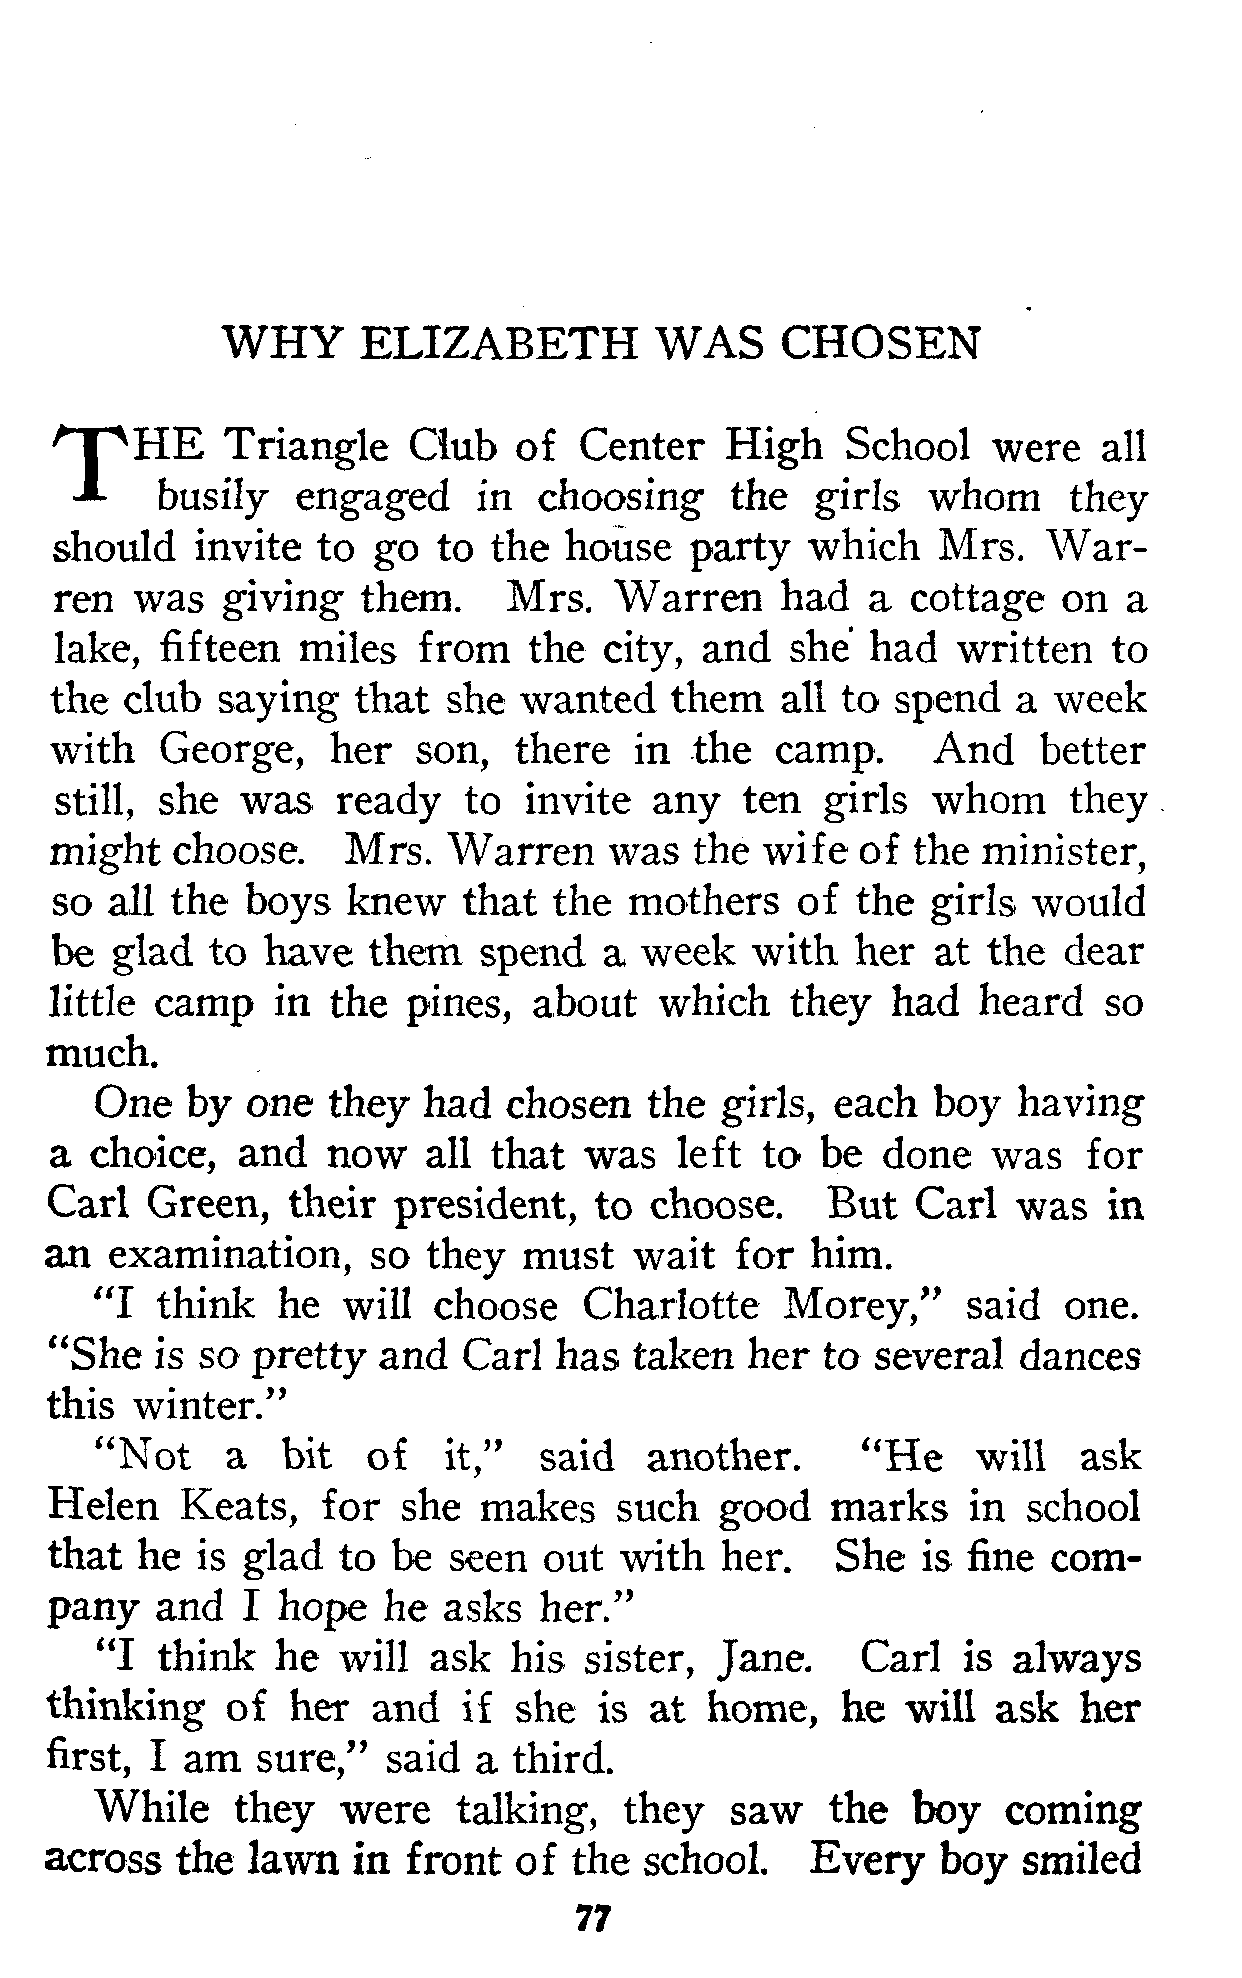 WHY ELIZABETH WAS CHOSEN
THE Triangle Club of Center High School were all
busily engaged in choosing the girls whom they
should invite to go to the house party which Mrs. War-
ren was giving them. Mrs. Warren had a cottage on a
lake, fifteen miles from the city, and she had written to
the club saying that she wanted them all to spend a week
with George, her son, there in the camp. And better
still, she was ready to invite any ten girls whom they
might choose. Mrs. Warren was the wife of the minister,
so all the boys knew that the mothers of the girls would
be glad to have them spend a week with her at the dear
little camp in the pines, about which they had heard so
much.
One by one they had chosen the girls, each boy having
a choice, and now all that was left to be done was for
Carl Green, their president, to choose. But Carl was in
an examination, so they must wait for him.
"I think he will choose Charlotte Morey," said one.
"She is so pretty and Carl has taken her to several dances
this winter."
"Not a bit of it," said another. "He will ask
Helen Keats, for she makes such good marks in school
that he is glad to be seen out with her. She is fine com-
pany and I hope he asks her."
"I think he will ask his sister, Jane. Carl is always
thinking of her and if she is at home, he will ask her
first, I am sure," said a third.
While they were talking, they saw the boy coming
across the lawn in front of the school. Every boy smiled
77